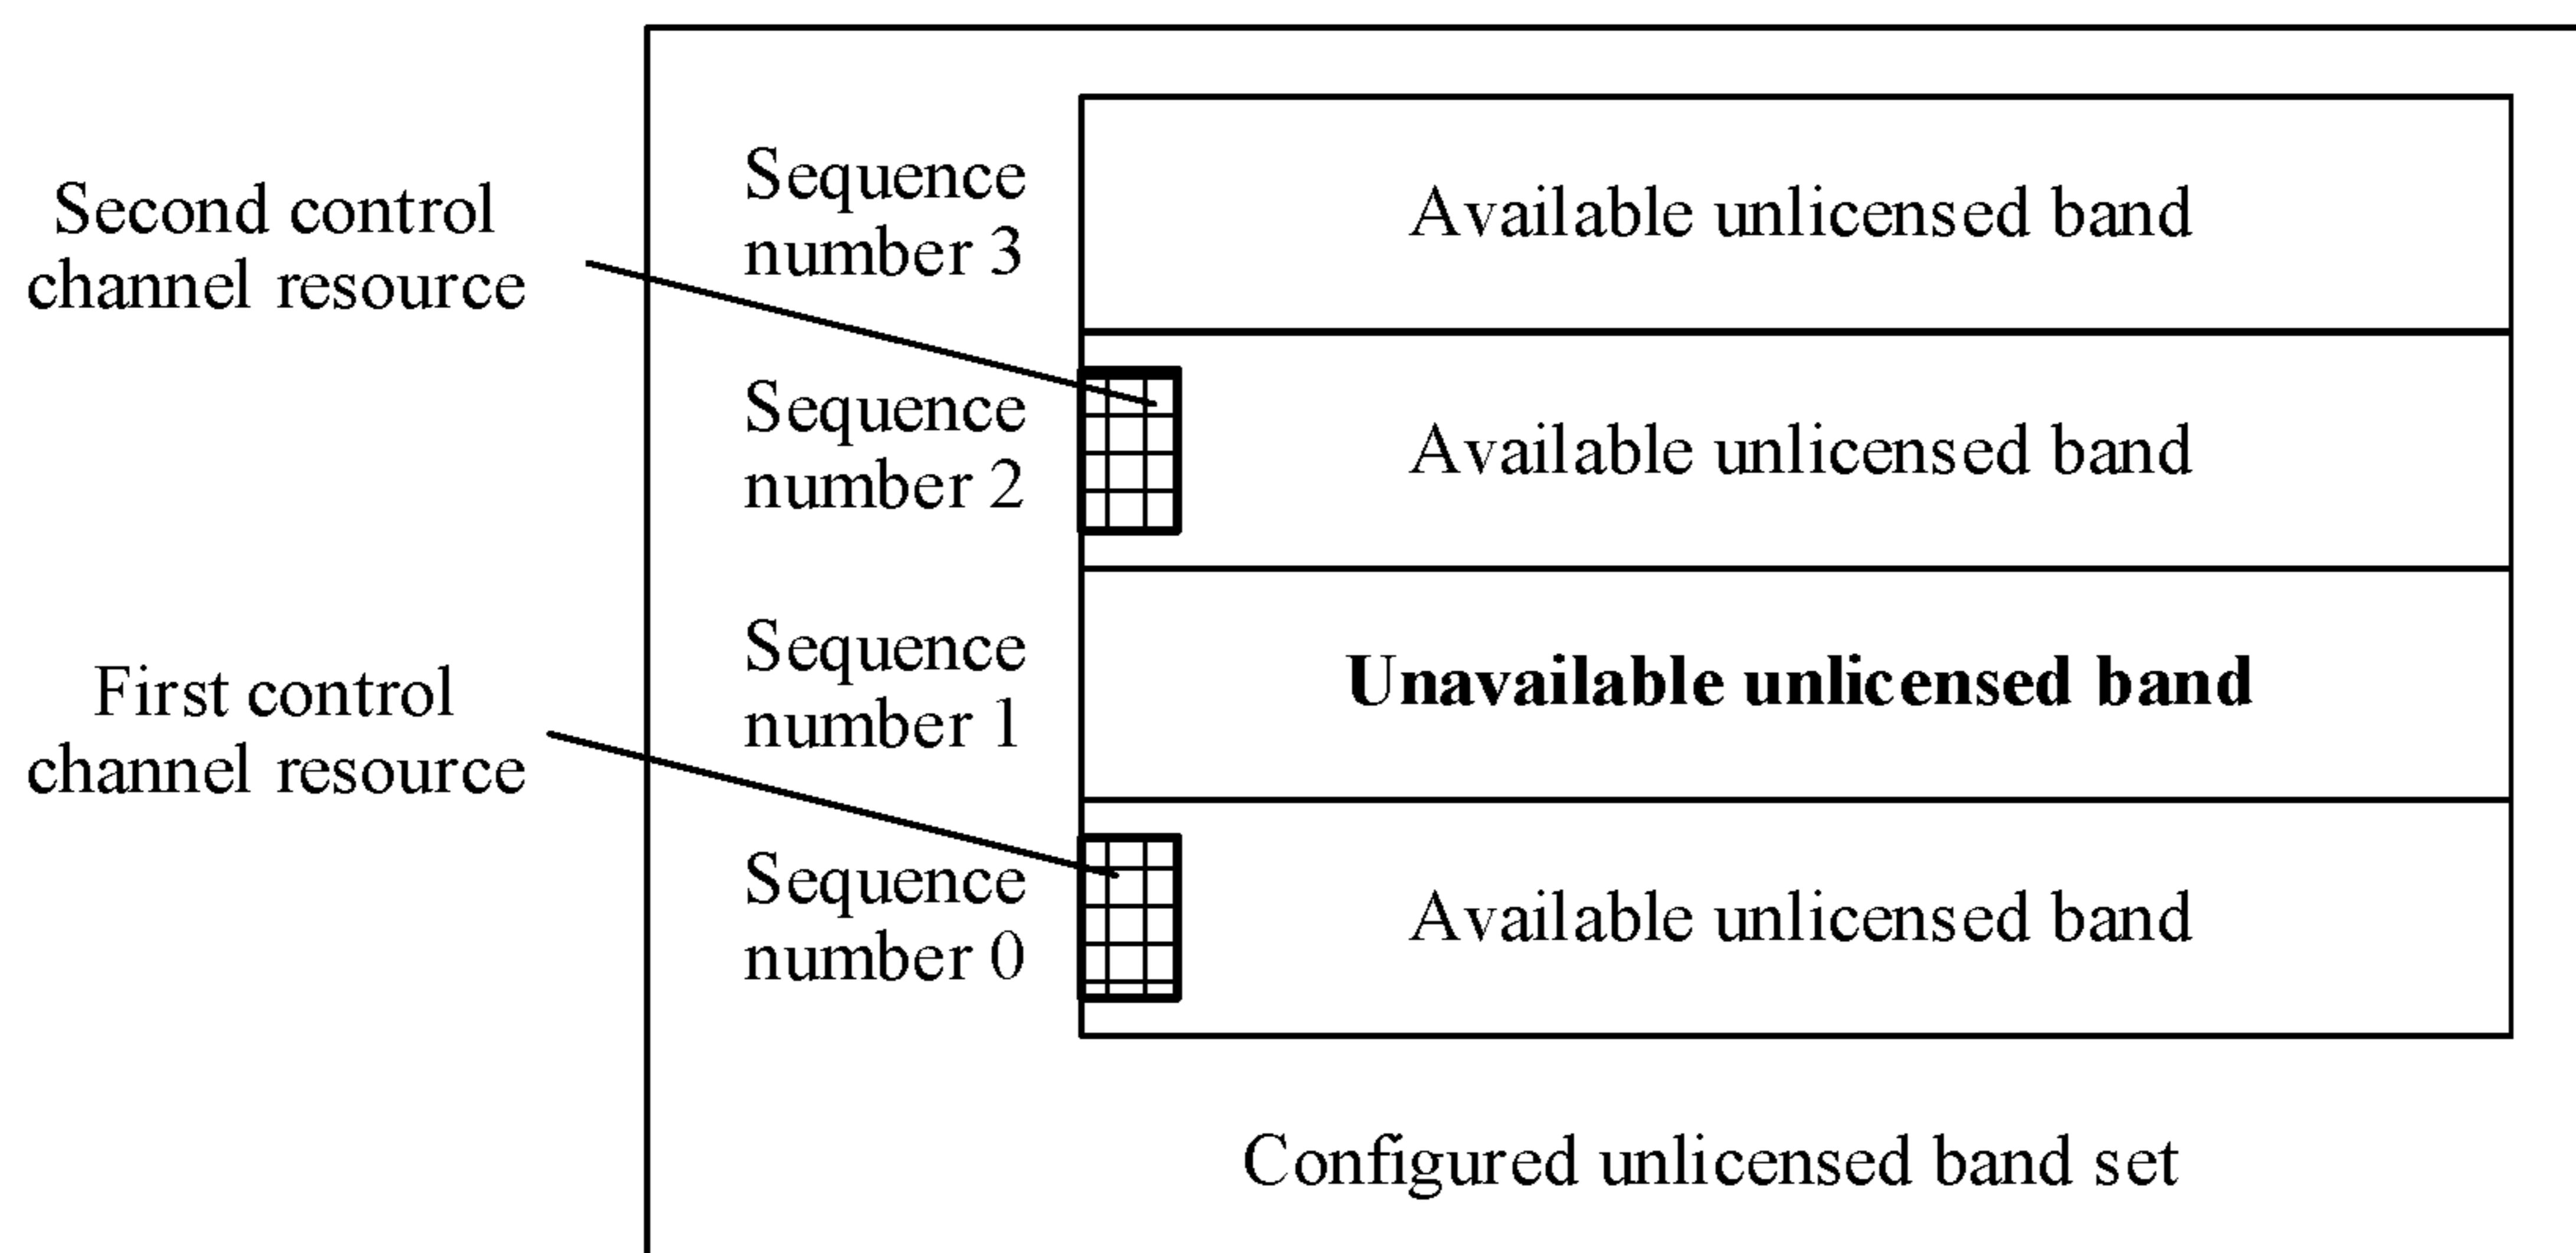 Second control
channel resource
Sequence
number 3
Available unlicensed band
Sequence
number 2
Available unlicensed band
First control
channel resource
Sequence
number 1
Unavailable unlicensed band
Sequence
number 0
Available unlicensed band
Configured unlicensed band set